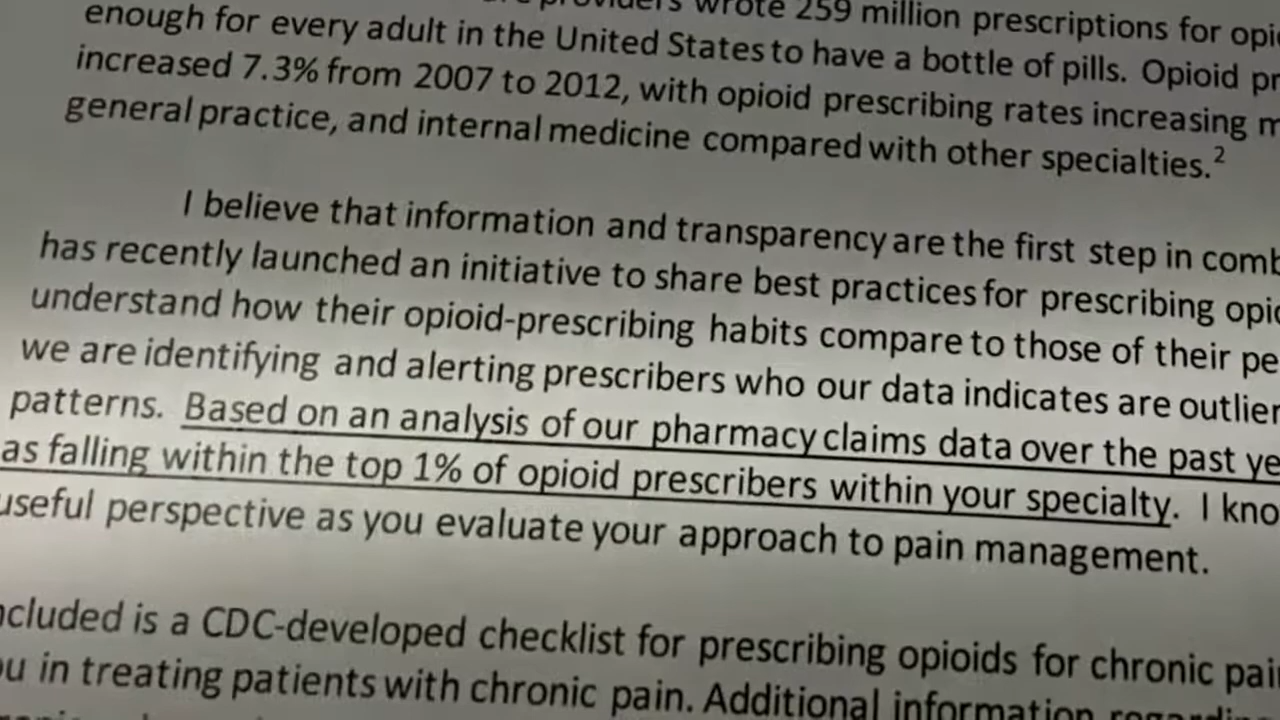 wrote 259 million prescriptions for
enough for every adult in the United States to have a bottle of pills. Opioid
increased 7.3% from 2007 to 2012, with opioid prescribing rates increasing
general practice, and internal medicine compared with other specialties.2
I believe that information and transparency are the first step in
has recently launched an initiative to share best practices for prescribing
understand how their opioid-prescribing habits compare to those of their
we are identifying and alerting prescribers who our data indicates are
patterns. Based on an analysis of our pharmacy claims data over the past
as falling within the top 1% of opioid prescribers within your specialty. I
useful perspective as you evaluate your approach to pain management.
is a CDC-developed checklist for prescribing opioids for chronic
in treating patients with chronic pain. Additional information